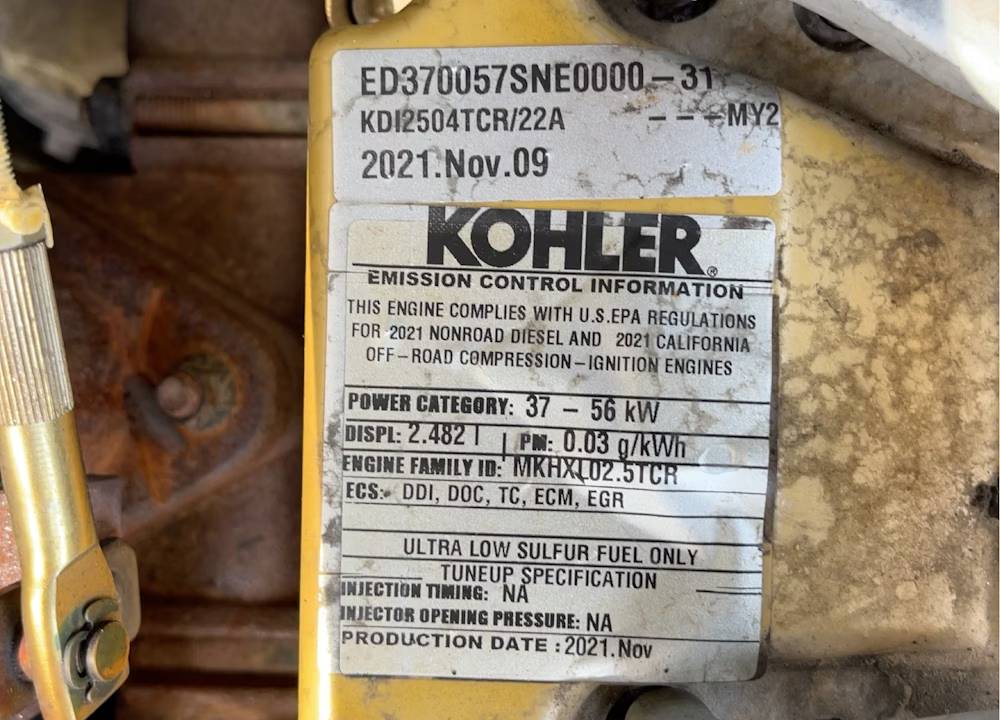 ED370057SNE0000-31
KDI2504TCR/22A ---MY2
2021.Nov.09
KOHLER®
EMISSION CONTROL INFORMATION
THIS ENGINE COMPLIES WITH U.S.EPA REGULATIONS
FOR 2021 NONROAD DIESEL AND 2021 CALIFORNIA
OFF-ROAD COMPRESSION-IGNITION ENGINES
POWER CATEGORY: 37 - 56 kW
DISPL: 2.482 l PM: 0.03 g/kWh
ENGINE FAMILY ID: MKHXL02.5TCR
ECS: DDI, DOC, TC, ECM, EGR
ULTRA LOW SULFUR FUEL ONLY
TUNEUP SPECIFICATION
INJECTION TIMING: NA
INJECTOR OPENING PRESSURE: NA
PRODUCTION DATE : 2021.Nov